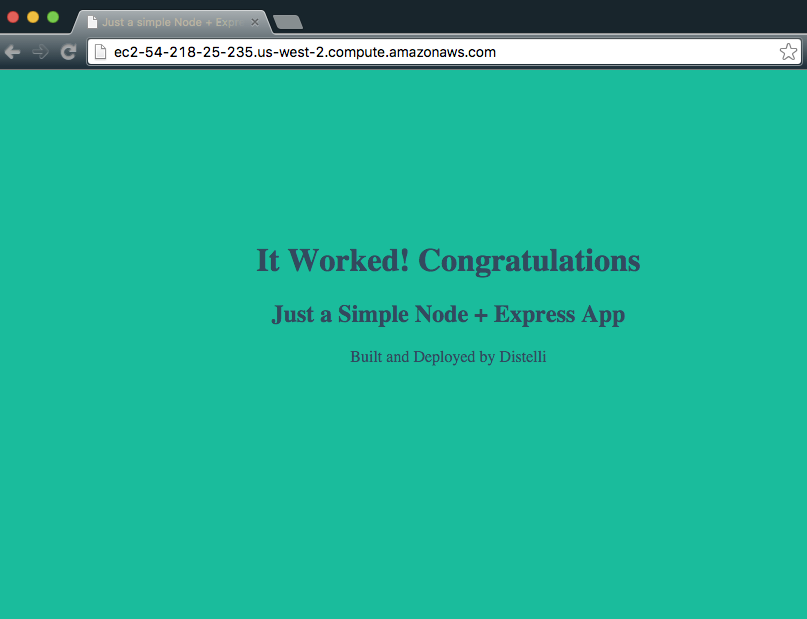 Just a simple Node + Expr
ec2-54-218-25-235.us-west-2.compute.amazonaws.com
It Worked! Congratulations
Just a Simple Node + Express App
Built and Deployed by Distelli